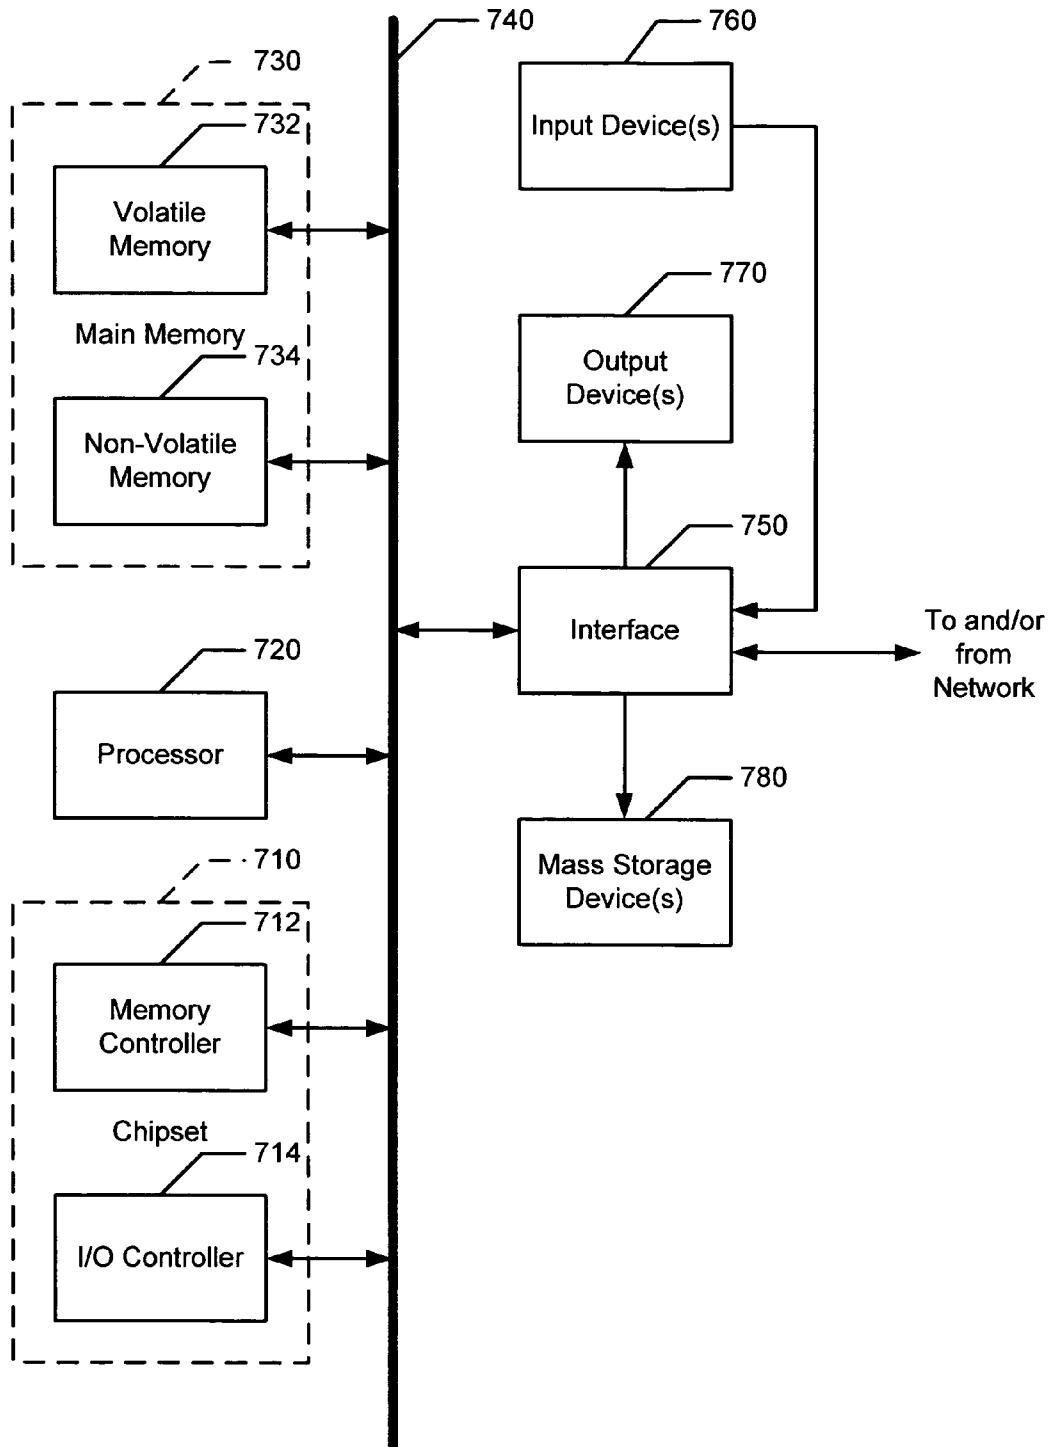 740
760
730
732
Input Device(s)
Volatile
Memory
770
Main Memory
734
Output
Device(s)
Non-Volatile
Memory
750
Interface
To and/or
from
Network
720
Processor
780
Mass Storage
Device(s)
710
712
Memory
Controller
Chipset
714
I/O Controller